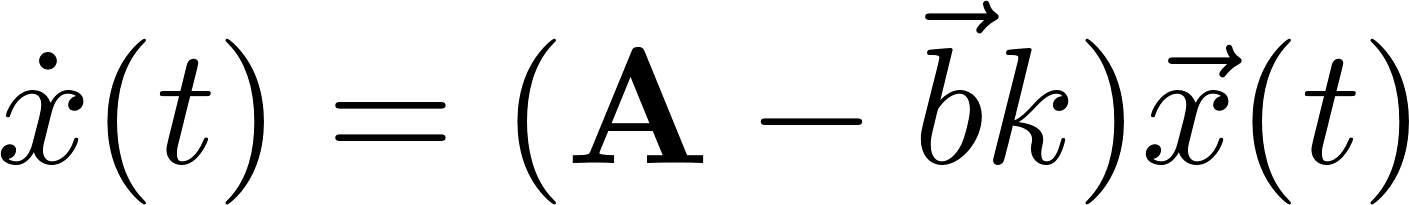 ẋ(t) = (𝐀 − b⃗k)x⃗(t)